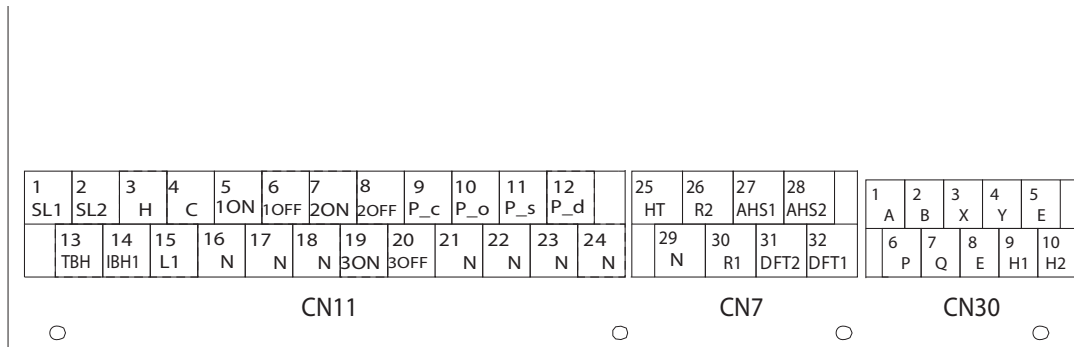 1 2 3 4 5 6 7 8 9 10 11 12 25 26 27 28
SL1 SL2 H C 1ON 1OFF 2ON 2OFF P_c P_o P_s P_d HT R2 AHS1 AHS2
1 2 3 4 5
A B X Y E
13 14 15 16 17 18 19 20 21 22 23 24 29 30 31 32
TBH IBH1 L1 N N N 3ON 3OFF N N N N N R1 DFT2 DFT1
6 7 8 9 10
P Q E H1 H2
CN11 CN7 CN30